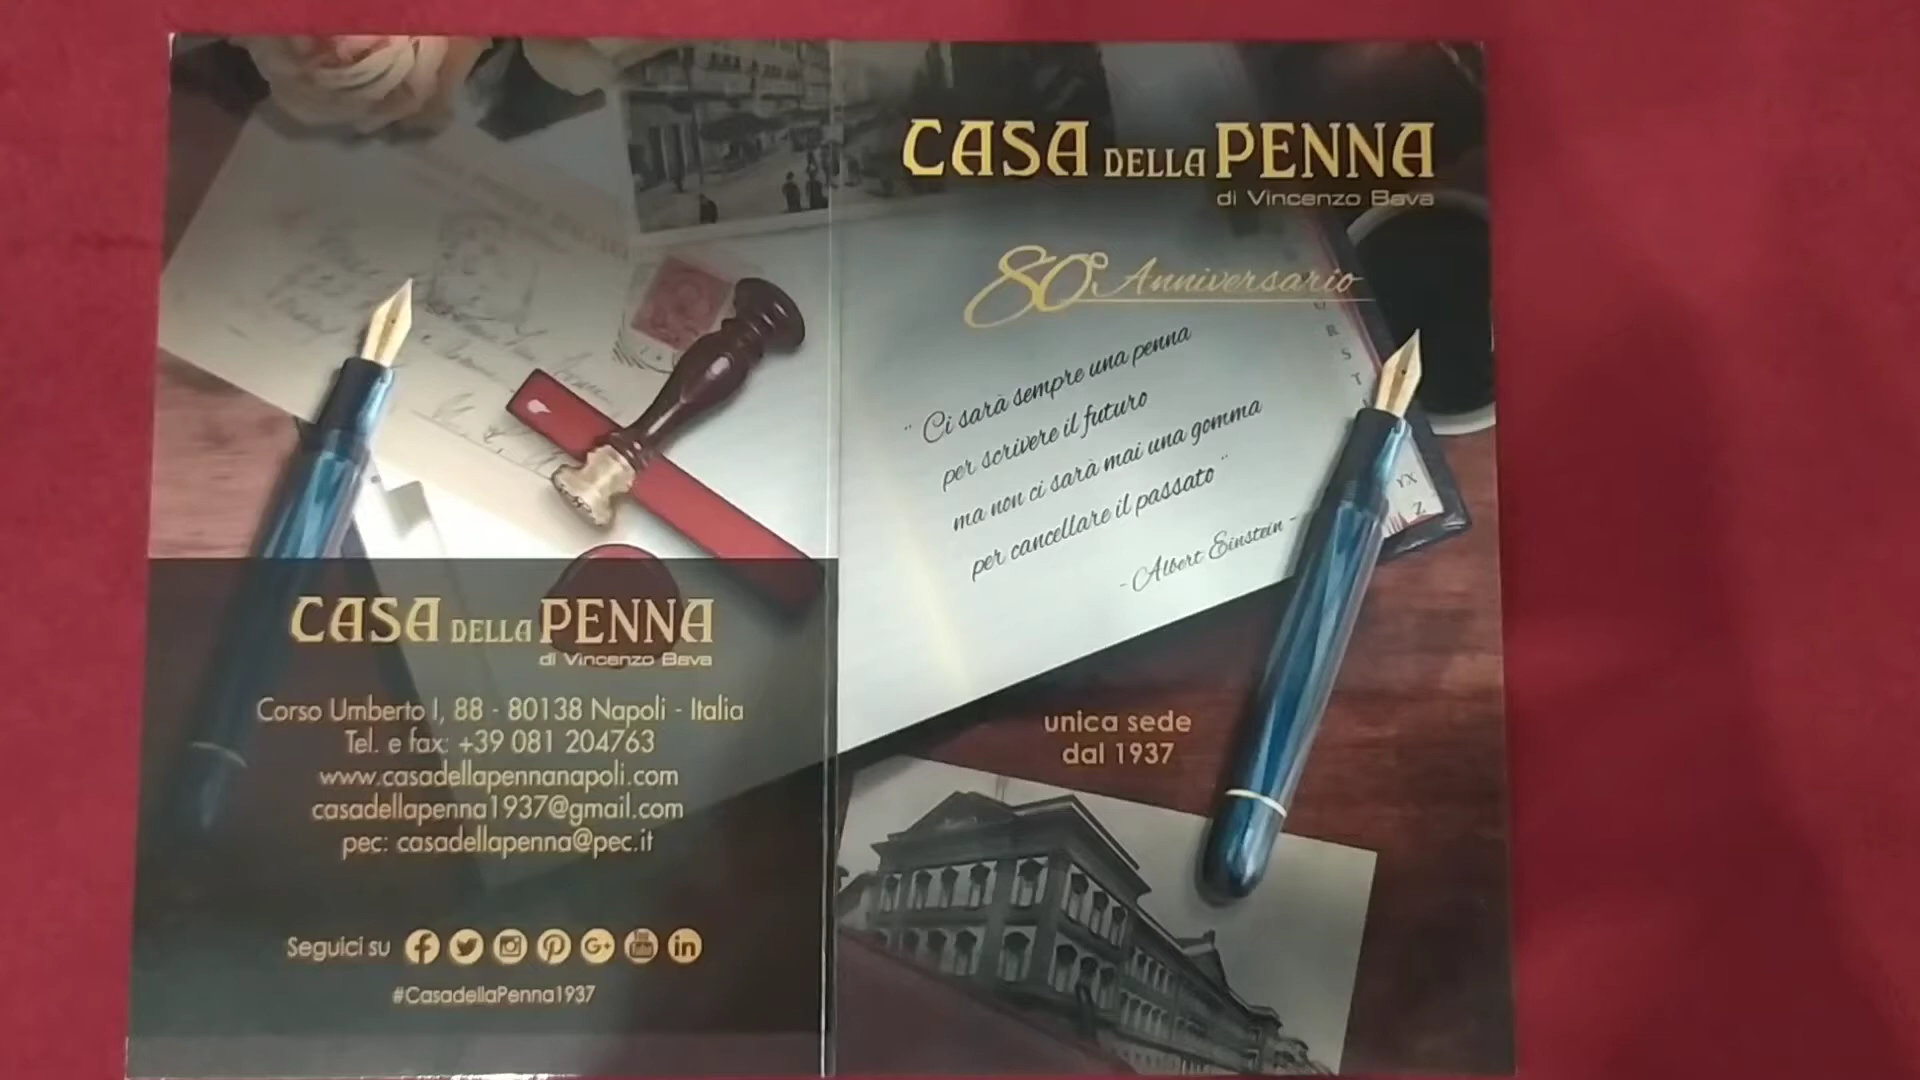 CASA DELLA PENNA
di Vincenzo Bava
Corso Umberto I, 88 - 80138 Napoli - Italia
Tel. e fax: +39 081 204763
www.casadellapennanapoli.com
casadellapenna1937@gmail.com
pec: casadellapenna@pec.it
Seguici su
#CasadellaPenna1937
CASA DELLA PENNA
di Vincenzo Bava
80° Anniversario
" Ci sarà sempre una penna
per scrivere il futuro
ma non ci sarà mai una gomma
per cancellare il passato "
- Albert Einstein -
R
S
T
YX
Z
unica sede
dal 1937